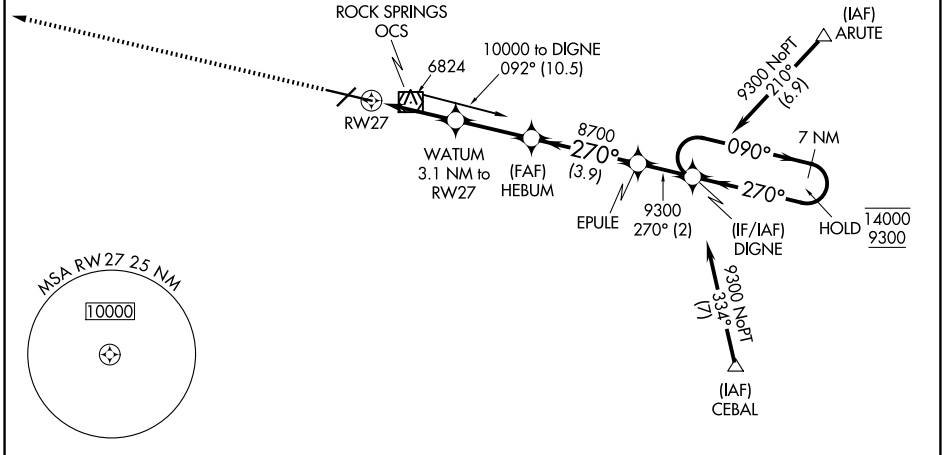 ROCK SPRINGS
OCS
6824
10000 to DIGNE
092° (10.5)
(IAF)
ARUTE
9300 NoPT
210°
(6.9)
RW27
WATUM
3.1 NM to
RW27
(FAF)
HEBUM
8700
270°
(3.9)
EPULE
9300
270° (2)
090°
7 NM
270°
(IF/IAF)
DIGNE
HOLD
14000
9300
9300 NoPT
334°
(7)
(IAF)
CEBAL
MSA RW27 25 NM
10000